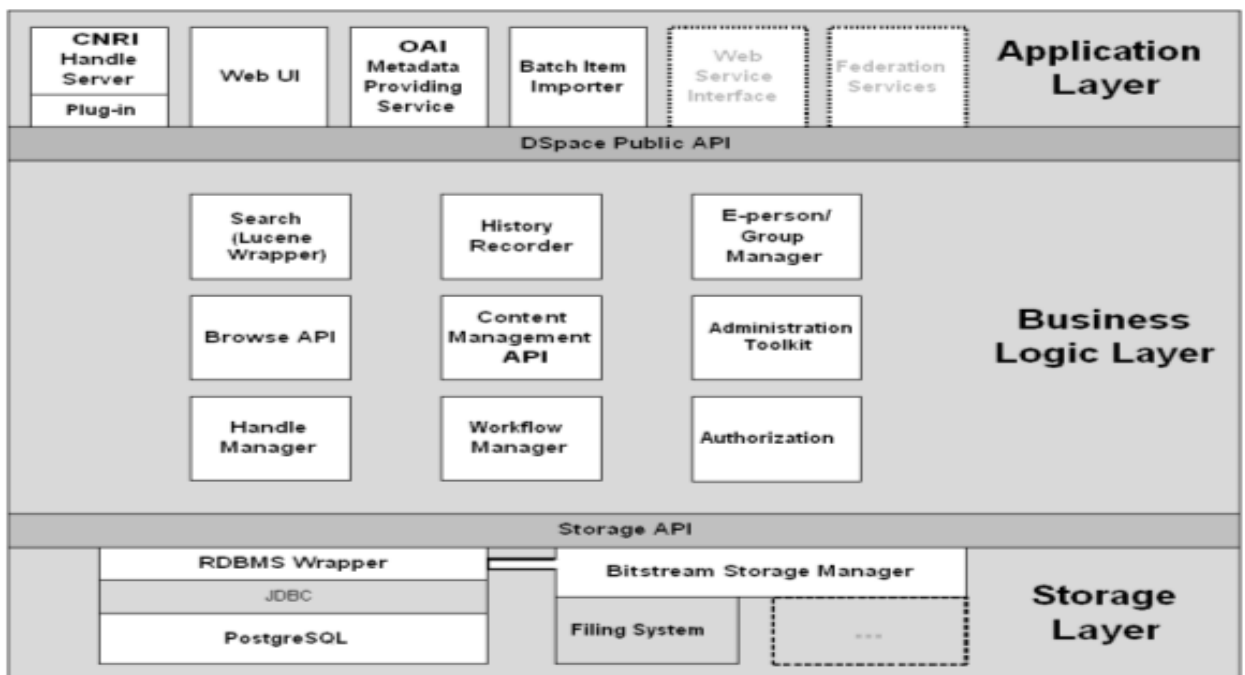 CNRI
Handle
Server
Plug-in
Web UI
OAI
Metadata
Providing
Service
Batch Item
Importer
Web
Service
Interface
Federation
Services
Application
Layer
DSpace Public API
Search
(Lucene
Wrapper)
History
Recorder
E-person/
Group
Manager
Browse API
Content
Management
API
Administration
Toolkit
Business
Logic Layer
Handle
Manager
Workflow
Manager
Authorization
Storage API
RDBMS Wrapper
JDBC
PostgreSQL
Bitstream Storage Manager
Filing System
...
Storage
Layer